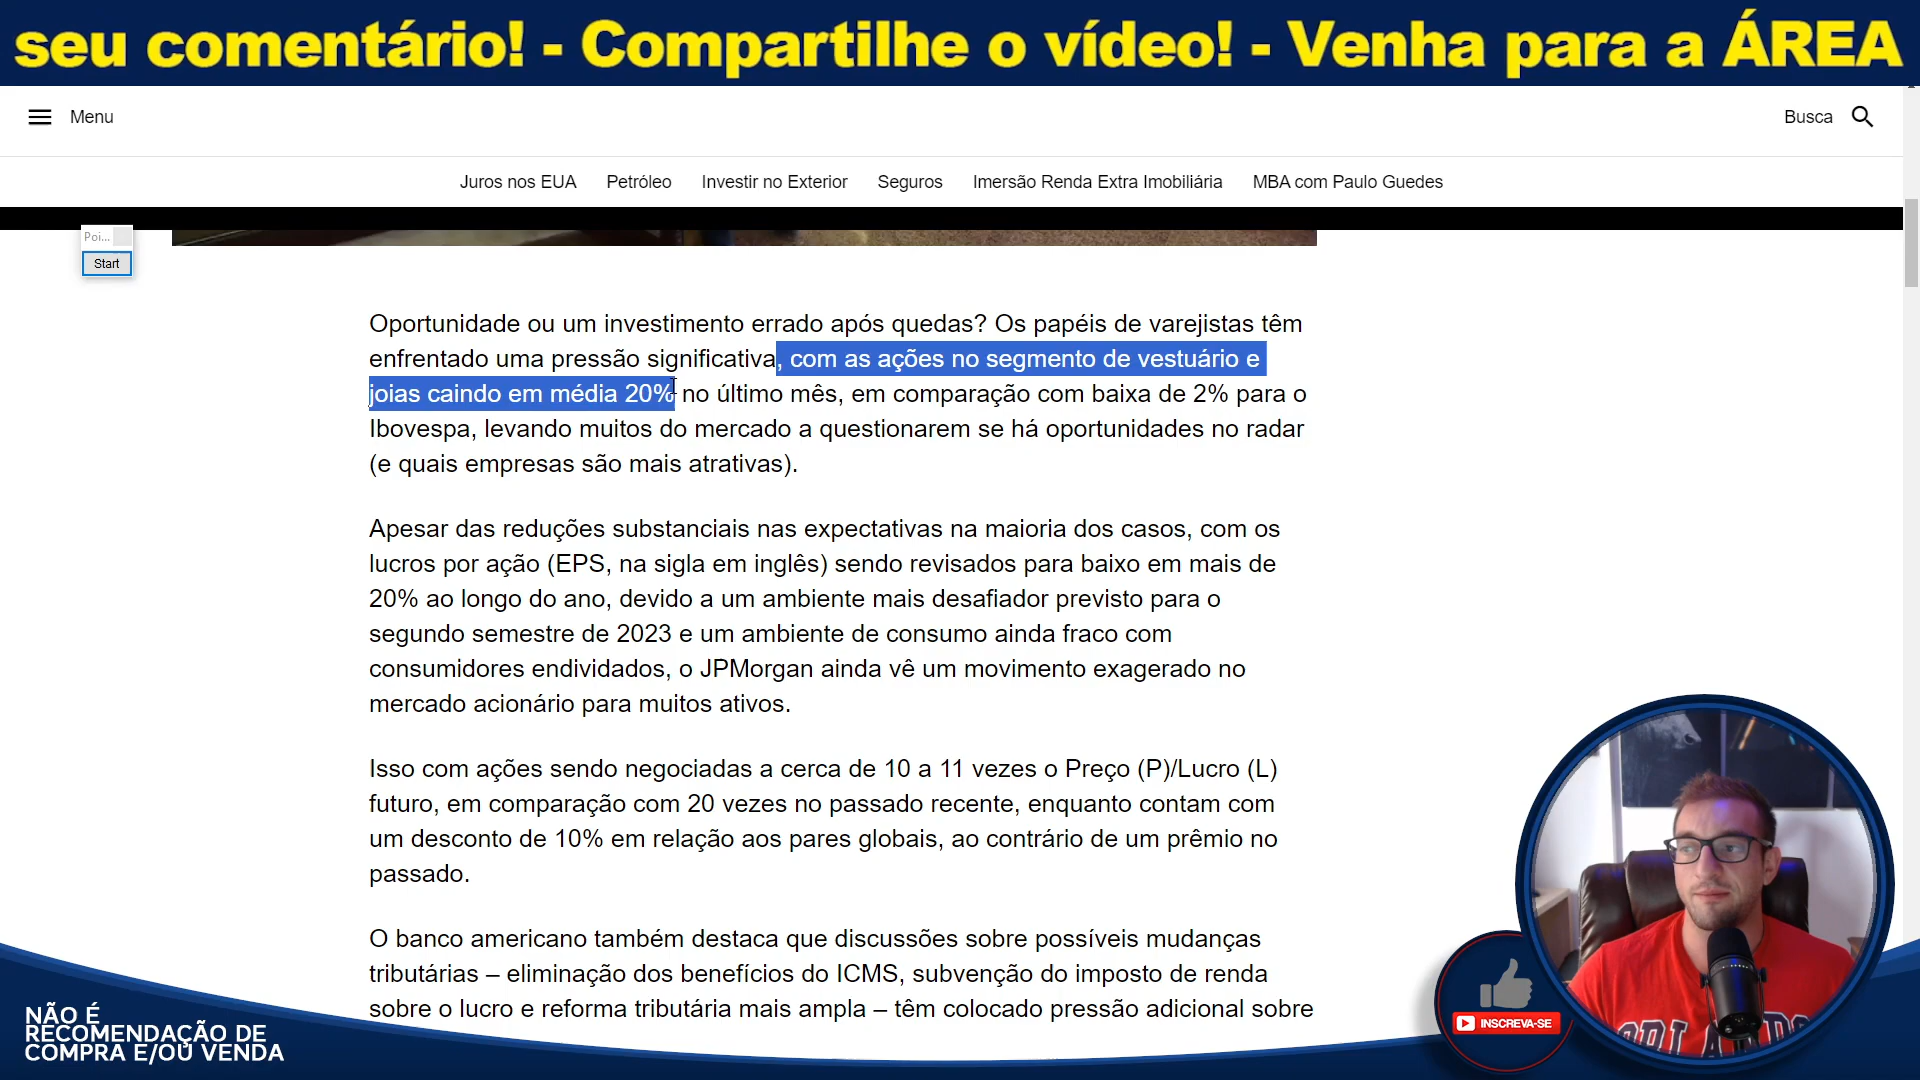 seu comentário! - Compartilhe o vídeo! - Venha para a ÁREA
Menu
Busca
Juros nos EUA Petróleo Investir no Exterior Seguros Imersão Renda Extra Imobiliária MBA com Paulo Guedes
Poi...
Start
Oportunidade ou um investimento errado após quedas? Os papéis de varejistas têm
enfrentado uma pressão significativa, com as ações no segmento de vestuário e
joias caindo em média 20% no último mês, em comparação com baixa de 2% para o
Ibovespa, levando muitos do mercado a questionarem se há oportunidades no radar
(e quais empresas são mais atrativas).
Apesar das reduções substanciais nas expectativas na maioria dos casos, com os
lucros por ação (EPS, na sigla em inglês) sendo revisados para baixo em mais de
20% ao longo do ano, devido a um ambiente mais desafiador previsto para o
segundo semestre de 2023 e um ambiente de consumo ainda fraco com
consumidores endividados, o JPMorgan ainda vê um movimento exagerado no
mercado acionário para muitos ativos.
Isso com ações sendo negociadas a cerca de 10 a 11 vezes o Preço (P)/Lucro (L)
futuro, em comparação com 20 vezes no passado recente, enquanto contam com
um desconto de 10% em relação aos pares globais, ao contrário de um prêmio no
passado.
O banco americano também destaca que discussões sobre possíveis mudanças
tributárias – eliminação dos benefícios do ICMS, subvenção do imposto de renda
sobre o lucro e reforma tributária mais ampla – têm colocado pressão adicional sobre
NÃO É
RECOMENDAÇÃO DE
COMPRA E/OU VENDA
INSCREVA-SE